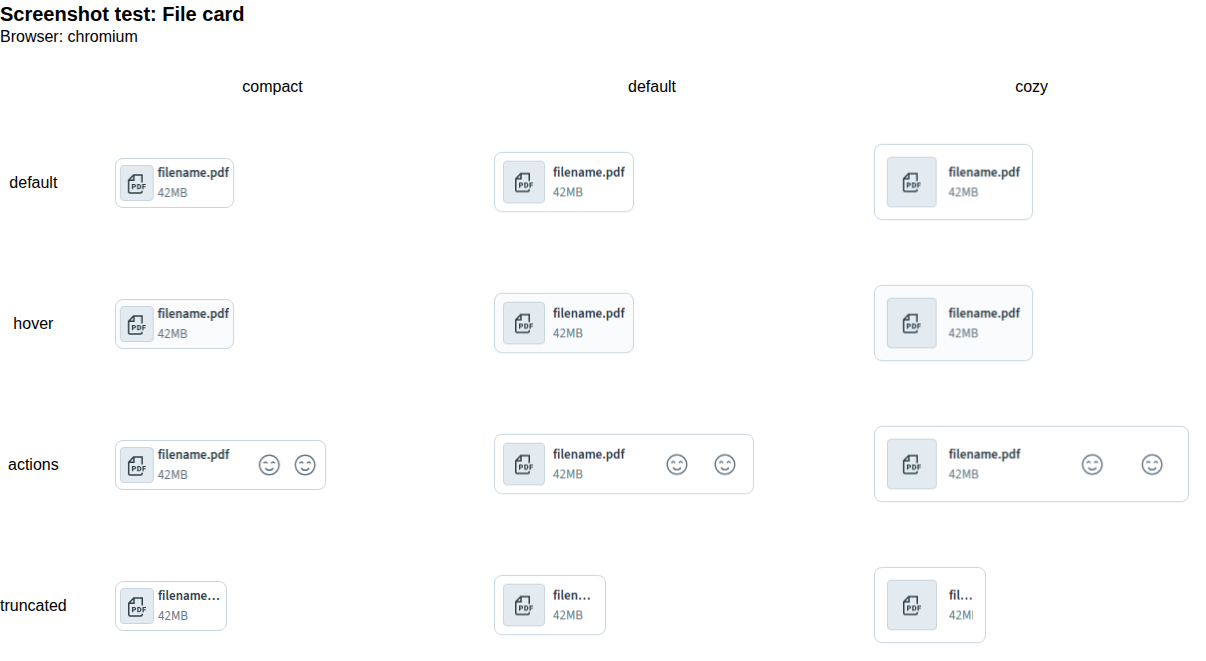 Screenshot test: File card
Browser: chromium
compact default cozy
default
PDF filename.pdf
42MB
PDF filename.pdf
42MB
PDF filename.pdf
42MB
hover
PDF filename.pdf
42MB
PDF filename.pdf
42MB
PDF filename.pdf
42MB
actions
PDF filename.pdf
42MB
PDF filename.pdf
42MB
PDF filename.pdf
42MB
truncated
PDF filename...
42MB
PDF filen...
42MB
PDF fil...
42M